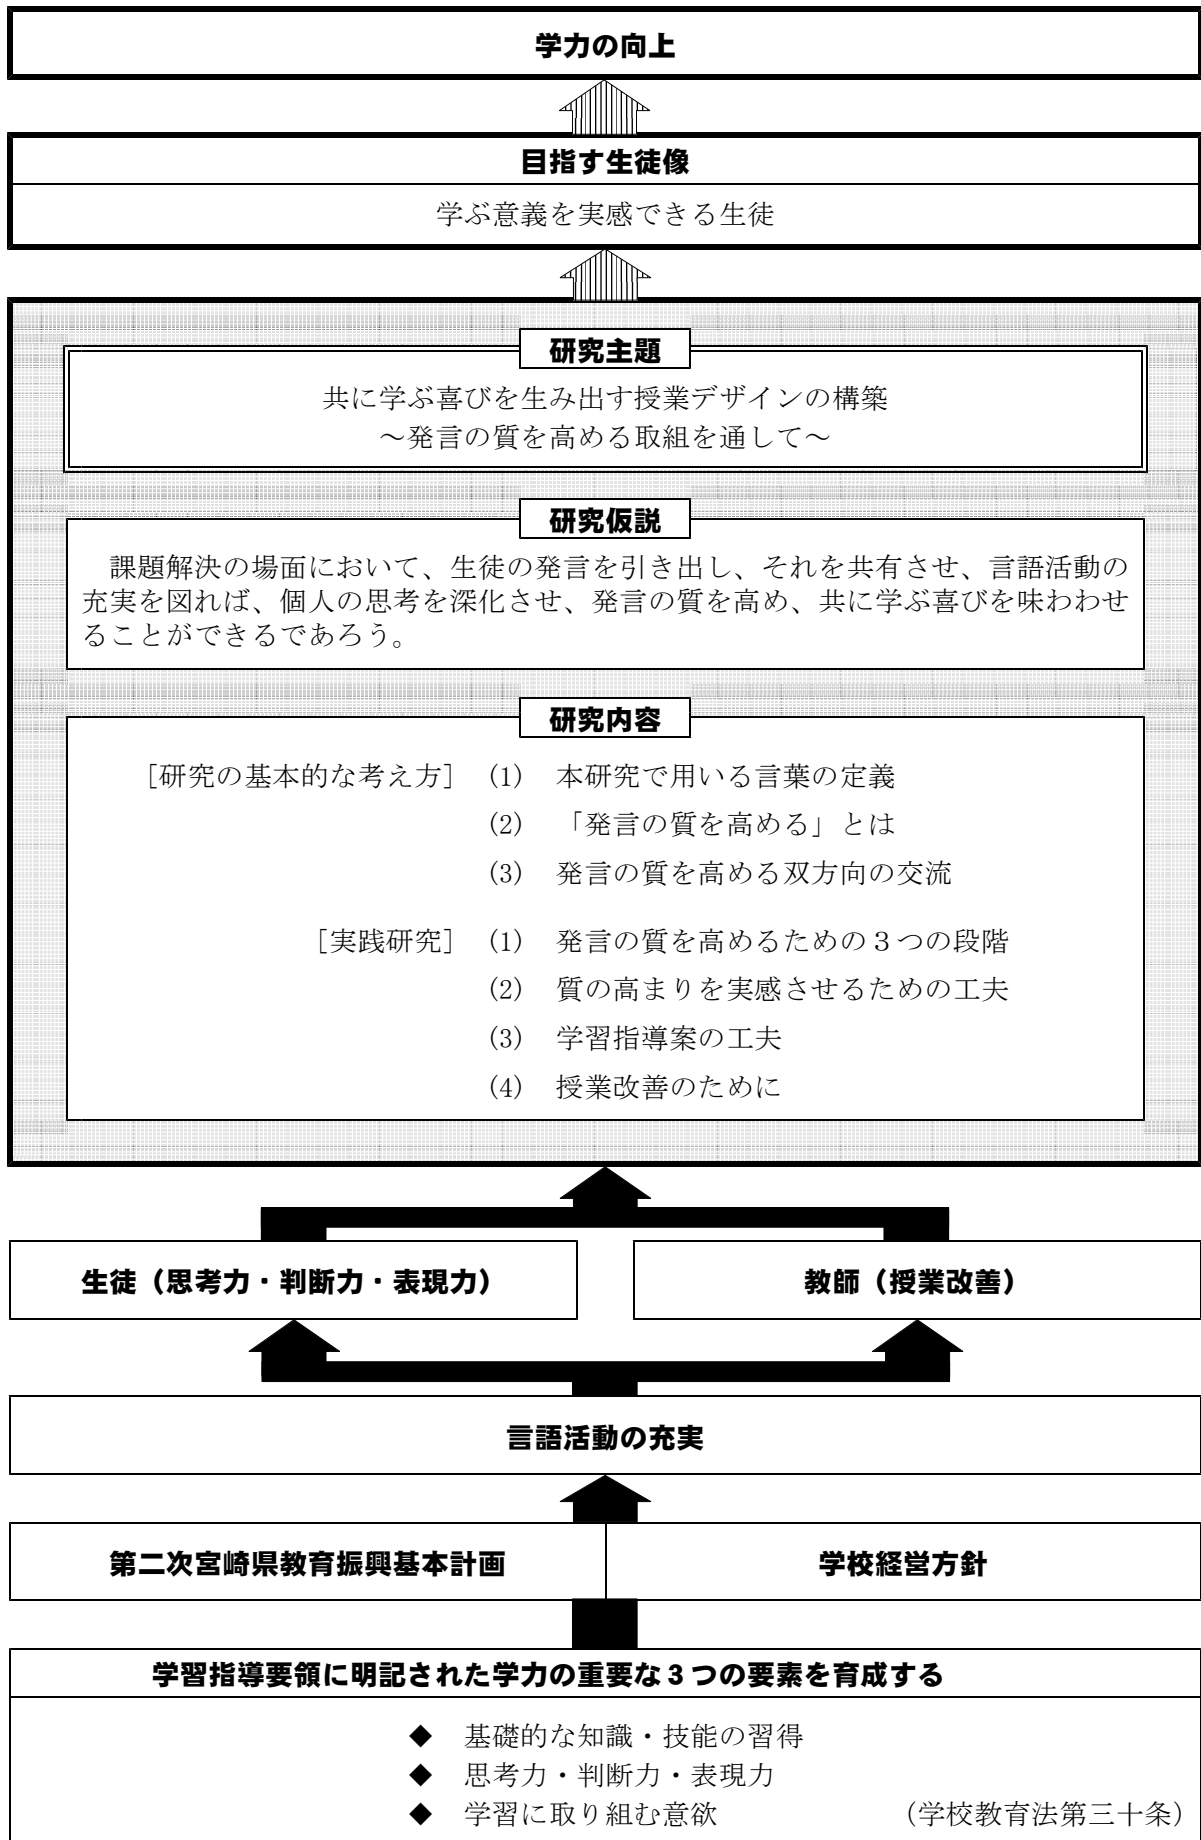 学力の向上
目指す生徒像
学ぶ意義を実感できる生徒
研究主題
共に学ぶ喜びを生み出す授業デザインの構築
～発言の質を高める取組を通して～
研究仮説
課題解決の場面において、生徒の発言を引き出し、それを共有させ、言語活動の
充実を図れば、個人の思考を深化させ、発言の質を高め、共に学ぶ喜びを味わわせ
ることができるであろう。
研究内容
［研究の基本的な考え方］ (1) 本研究で用いる言葉の定義
(2) 「発言の質を高める」とは
(3) 発言の質を高める双方向の交流
［実践研究］ (1) 発言の質を高めるための３つの段階
(2) 質の高まりを実感させるための工夫
(3) 学習指導案の工夫
(4) 授業改善のために
生徒（思考力・判断力・表現力） 教師（授業改善）
言語活動の充実
第二次宮崎県教育振興基本計画 学校経営方針
学習指導要領に明記された学力の重要な３つの要素を育成する
◆ 基礎的な知識・技能の習得
◆ 思考力・判断力・表現力
◆ 学習に取り組む意欲 （学校教育法第三十条）